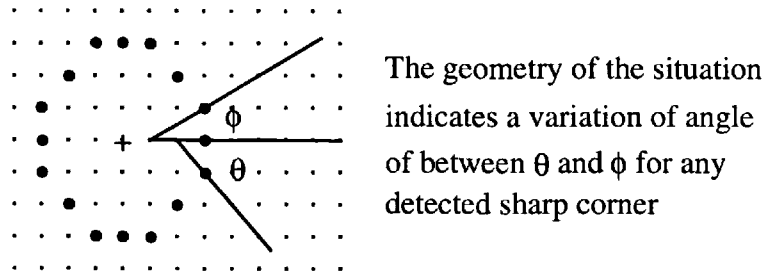 The geometry of the situation
ϕ
indicates a variation of angle
+
of between θ and ϕ for any
θ
detected sharp corner